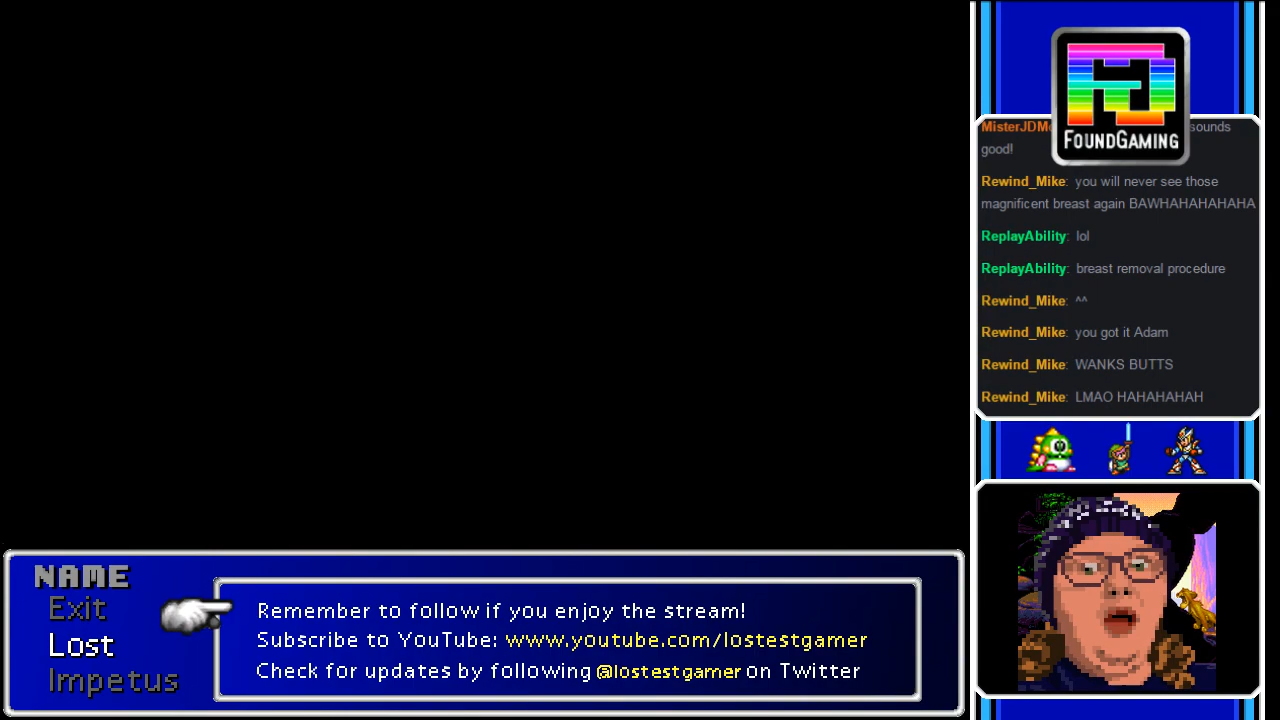 FOUNDGAMING
sounds
good!
Rewind_Mike: you will never see those
magnificent breast again BAWHAHAHAHAHA
ReplayAbility: lol
ReplayAbility: breast removal procedure
Rewind_Mike: ^^
Rewind_Mike: you got it Adam
Rewind_Mike: WANKS BUTTS
Rewind_Mike: LMAO HAHAHAHAH
NAME
Exit
Lost
Impetus
Remember to follow if you enjoy the stream!
Subscribe to YouTube: www.youtube.com/lostestgamer
Check for updates by following @lostestgamer on Twitter